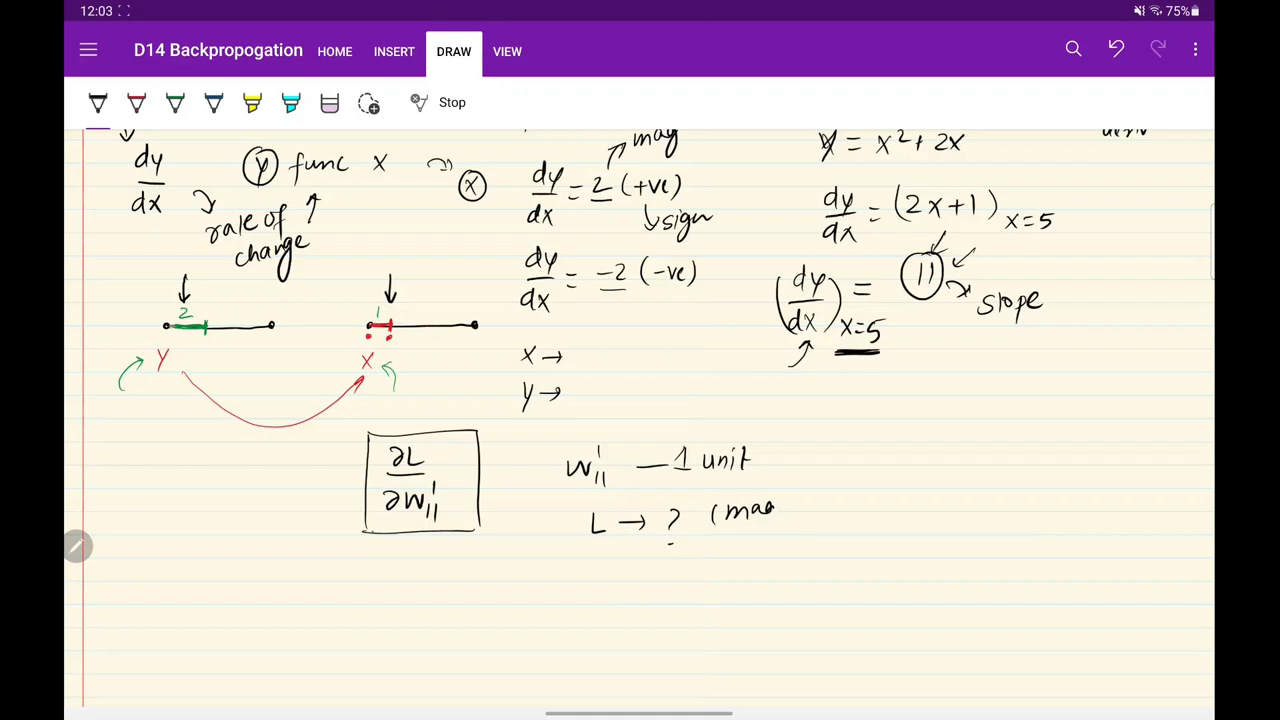 12:03
75%
D14 Backpropogation HOME INSERT DRAW VIEW
Stop
mag
dy/dx
y func x
x
rate of change
dy/dx = 2 (+ve)
sign
dy/dx = -2 (-ve)
y = x² + 2x
dy/dx = (2x+1) x=5
(dy/dx) x=5 = 11
slope
2
1
Y
X
X →
Y →
∂L/∂W¹₁₁
W¹₁₁ — 1 unit
L → ? (mag